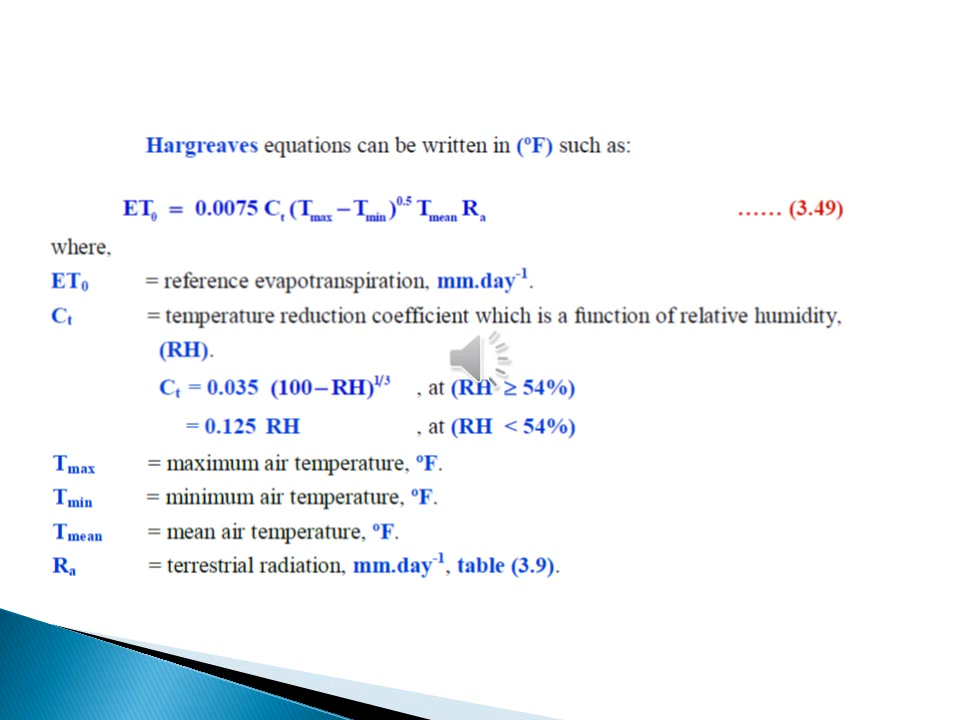 Hargreaves equations can be written in (ºF) such as:
ET₀ = 0.0075 Cₜ (Tmax − Tmin)^0.5 Tmean Ra ...... (3.49)
where,
ET₀ = reference evapotranspiration, mm.day⁻¹.
Cₜ = temperature reduction coefficient which is a function of relative humidity,
(RH).
Cₜ = 0.035 (100 − RH)^1/3 , at (RH ≥ 54%)
= 0.125 RH , at (RH < 54%)
Tmax = maximum air temperature, ºF.
Tmin = minimum air temperature, ºF.
Tmean = mean air temperature, ºF.
Ra = terrestrial radiation, mm.day⁻¹, table (3.9).